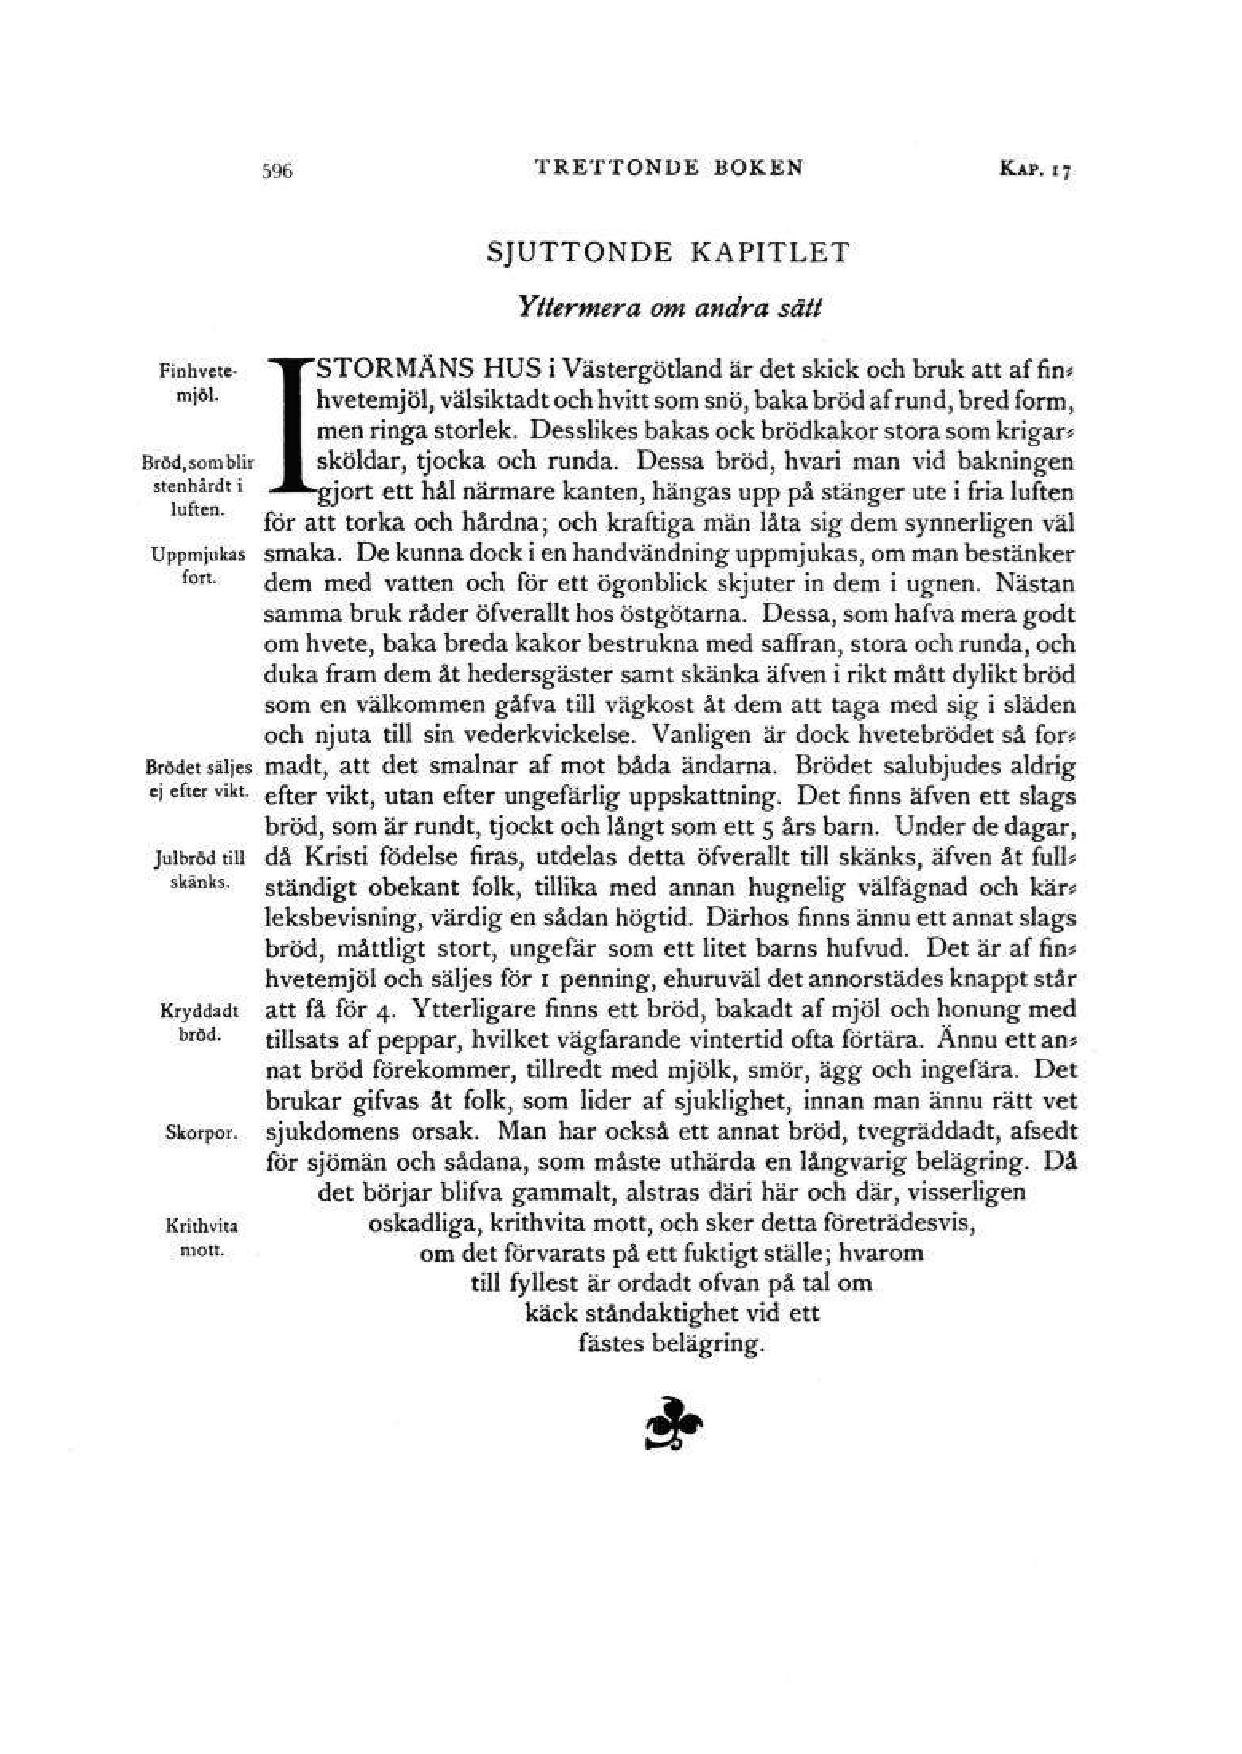 596 TRETTONDE BOKEN KAP. 17
SJUTTONDE KAPITLET
Yttermera om andra sätt
Finhvete-
mjöl.
Bröd, som blir
stenhårdt i
luften.
Uppmjukas
fort.
Brödet säljes
ej efter vikt.
Julbröd till
skänks.
Kryddadt
bröd.
Skorpor.
Krithvita
mott.
I STORMÄNS HUS i Västergötland är det skick och bruk att af fin-
hvetemjöl, välsiktadt och hvitt som snö, baka bröd af rund, bred form,
men ringa storlek. Desslikes bakas ock brödkakor stora som krigar-
sköldar, tjocka och runda. Dessa bröd, hvari man vid bakningen
gjort ett hål närmare kanten, hängas upp på stänger ute i fria luften
för att torka och hårdna; och kraftiga män låta sig dem synnerligen väl
smaka. De kunna dock i en handvändning uppmjukas, om man bestänker
dem med vatten och för ett ögonblick skjuter in dem i ugnen. Nästan
samma bruk råder öfverallt hos östgötarna. Dessa, som hafva mera godt
om hvete, baka breda kakor bestrukna med saffran, stora och runda, och
duka fram dem åt hedersgäster samt skänka äfven i rikt mått dylikt bröd
som en välkommen gåfva till vägkost åt dem att taga med sig i släden
och njuta till sin vederkvickelse. Vanligen är dock hvetebrödet så for-
madt, att det smalnar af mot båda ändarna. Brödet salubjudes aldrig
efter vikt, utan efter ungefärlig uppskattning. Det finns äfven ett slags
bröd, som är rundt, tjockt och långt som ett 5 års barn. Under de dagar,
då Kristi födelse firas, utdelas detta öfverallt till skänks, äfven åt full-
ständigt obekant folk, tillika med annan hugnelig välfägnad och kär-
leksbevisning, värdig en sådan högtid. Därhos finns ännu ett annat slags
bröd, måttligt stort, ungefär som ett litet barns hufvud. Det är af fin-
hvetemjöl och säljes för 1 penning, ehuruväl det annorstädes knappt står
att få för 4. Ytterligare finns ett bröd, bakadt af mjöl och honung med
tillsats af peppar, hvilket vägfarande vintertid ofta förtära. Ännu ett an-
nat bröd förekommer, tillredt med mjölk, smör, ägg och ingefära. Det
brukar gifvas åt folk, som lider af sjuklighet, innan man ännu rätt vet
sjukdomens orsak. Man har också ett annat bröd, tvegräddadt, afsedt
för sjömän och sådana, som måste uthärda en långvarig belägring. Då
det börjar blifva gammalt, alstras däri här och där, visserligen
oskadliga, krithvita mott, och sker detta företrädesvis,
om det förvarats på ett fuktigt ställe; hvarom
till fyllest är ordadt ofvan på tal om
käck ståndaktighet vid ett
fästes belägring.